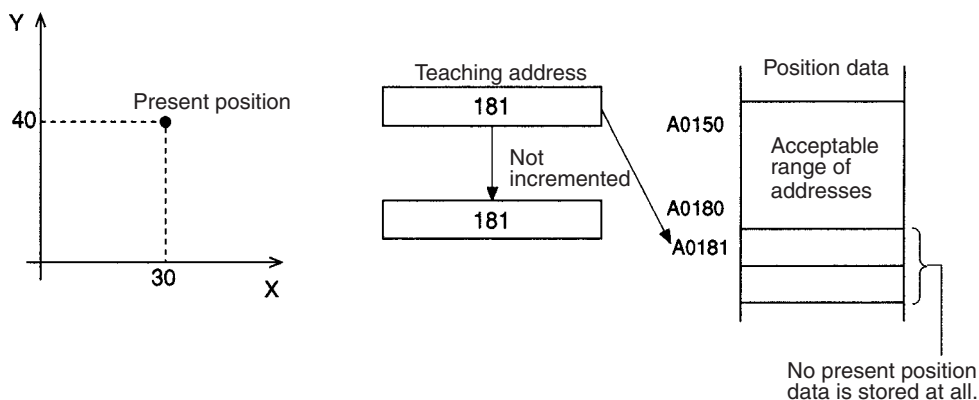 Y
40
Present position
30
X
Teaching address
181
Not
incremented
181
Position data
A0150
Acceptable
range of
addresses
A0180
A0181
No present position
data is stored at all.